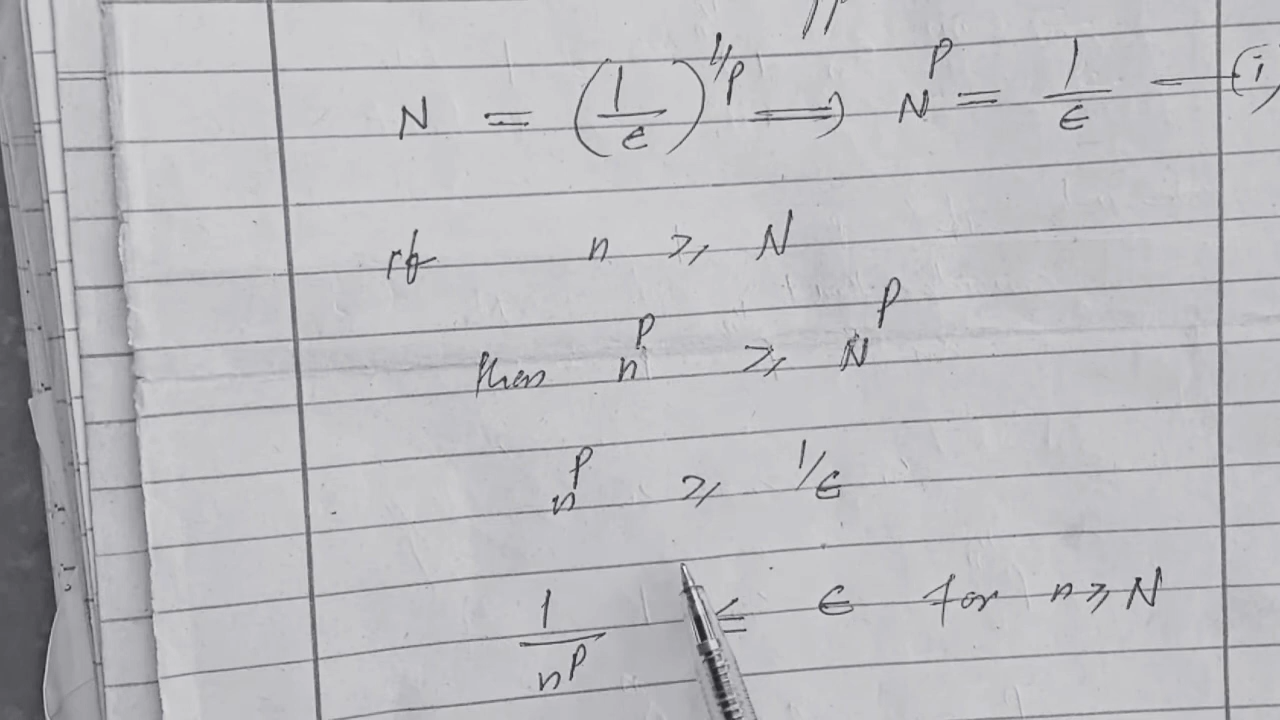 N = (1/ϵ)^{1/p} ⟹ N^p = 1/ϵ — (i)
if n ≥ N
then n^p ≥ N^p
n^p ≥ 1/ϵ
1/n^p ≤ ϵ for n ≥ N